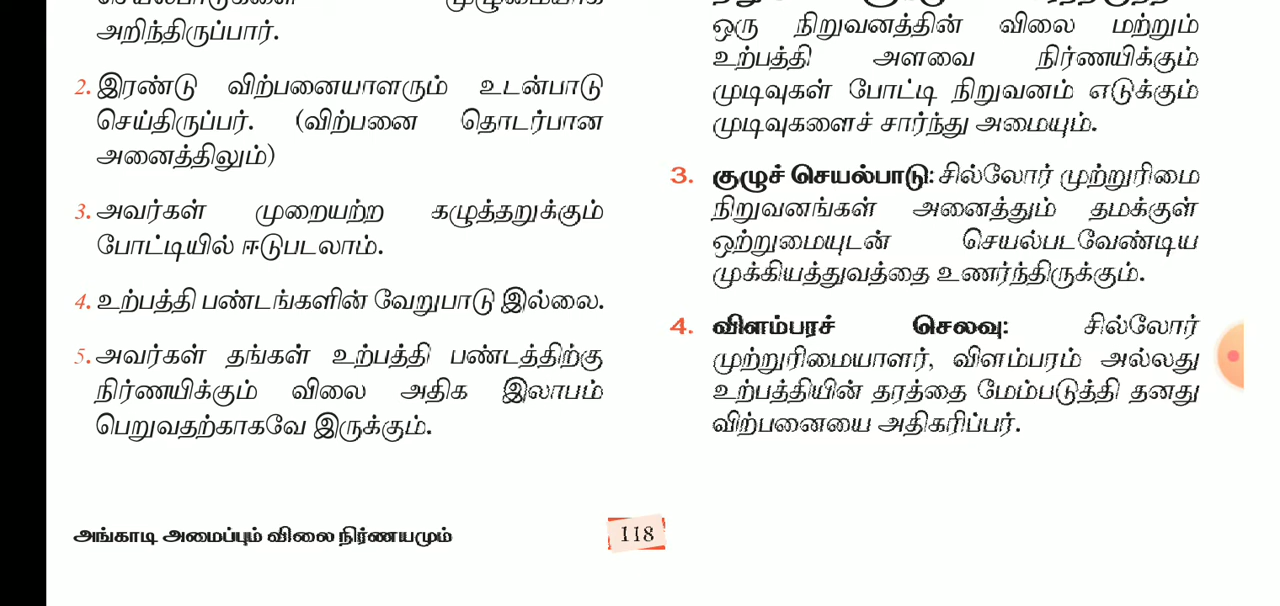 அறிந்திருப்பார்.
2. இரண்டு விற்பனையாளரும் உடன்பாடு
செய்திருப்பர். (விற்பனை தொடர்பான
அனைத்திலும்)
3. அவர்கள் முறையற்ற கழுத்தறுக்கும்
போட்டியில் ஈடுபடலாம்.
4. உற்பத்தி பண்டங்களின் வேறுபாடு இல்லை.
5. அவர்கள் தங்கள் உற்பத்தி பண்டத்திற்கு
நிர்ணயிக்கும் விலை அதிக இலாபம்
பெறுவதற்காகவே இருக்கும்.
ஒரு நிறுவனத்தின் விலை மற்றும்
உற்பத்தி அளவை நிர்ணயிக்கும்
முடிவுகள் போட்டி நிறுவனம் எடுக்கும்
முடிவுகளைச் சார்ந்து அமையும்.
3. குழுச் செயல்பாடு: சில்லோர் முற்றுரிமை
நிறுவனங்கள் அனைத்தும் தமக்குள்
ஒற்றுமையுடன் செயல்படவேண்டிய
முக்கியத்துவத்தை உணர்ந்திருக்கும்.
4. விளம்பரச் செலவு: சில்லோர்
முற்றுரிமையாளர், விளம்பரம் அல்லது
உற்பத்தியின் தரத்தை மேம்படுத்தி தனது
விற்பனையை அதிகரிப்பர்.
அங்காடி அமைப்பும் விலை நிர்ணயமும்
118